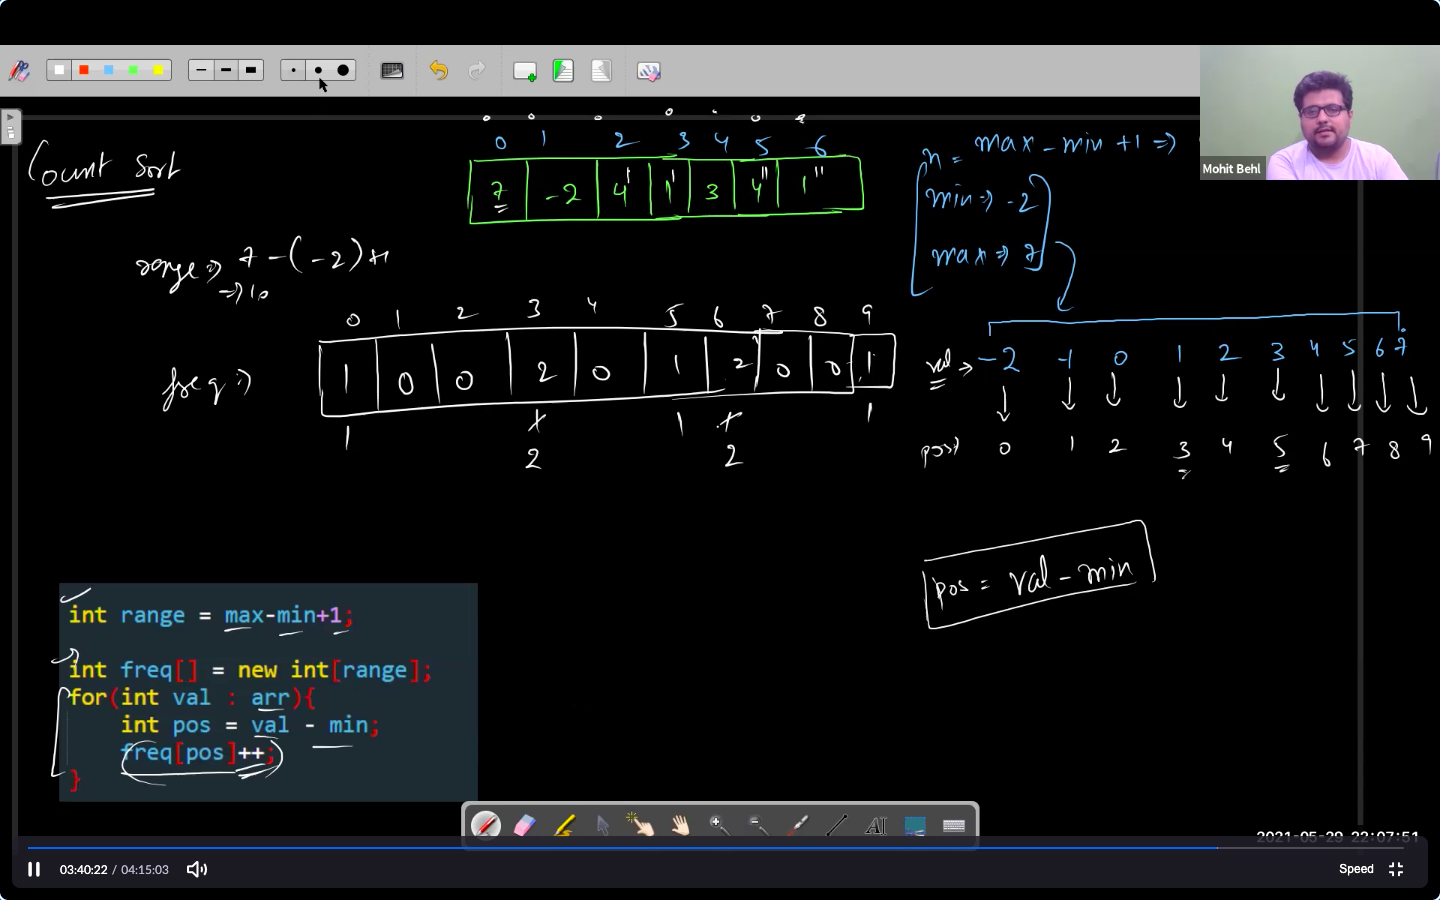 Mohit Behl
Count Sort
0 1 2 3 4 5 6
7 -2 4' 1' 3 4" 1"
n = max - min + 1 =>
min => -2
max => 7
range => 7 - (-2) + 1
=> 10
0 1 2 3 4 5 6 7 8 9
freq => 1 0 0 2 0 1 2 0 0 1
1 1 1 1 1
2 2
val => -2 -1 0 1 2 3 4 5 6 7
pos => 0 1 2 3 4 5 6 7 8 9
pos = val - min
int range = max-min+1;
int freq[] = new int[range];
for(int val : arr){
int pos = val - min;
freq[pos]++;
}
AI
2021-05-29 22:07:51
03:40:22 / 04:15:03
Speed